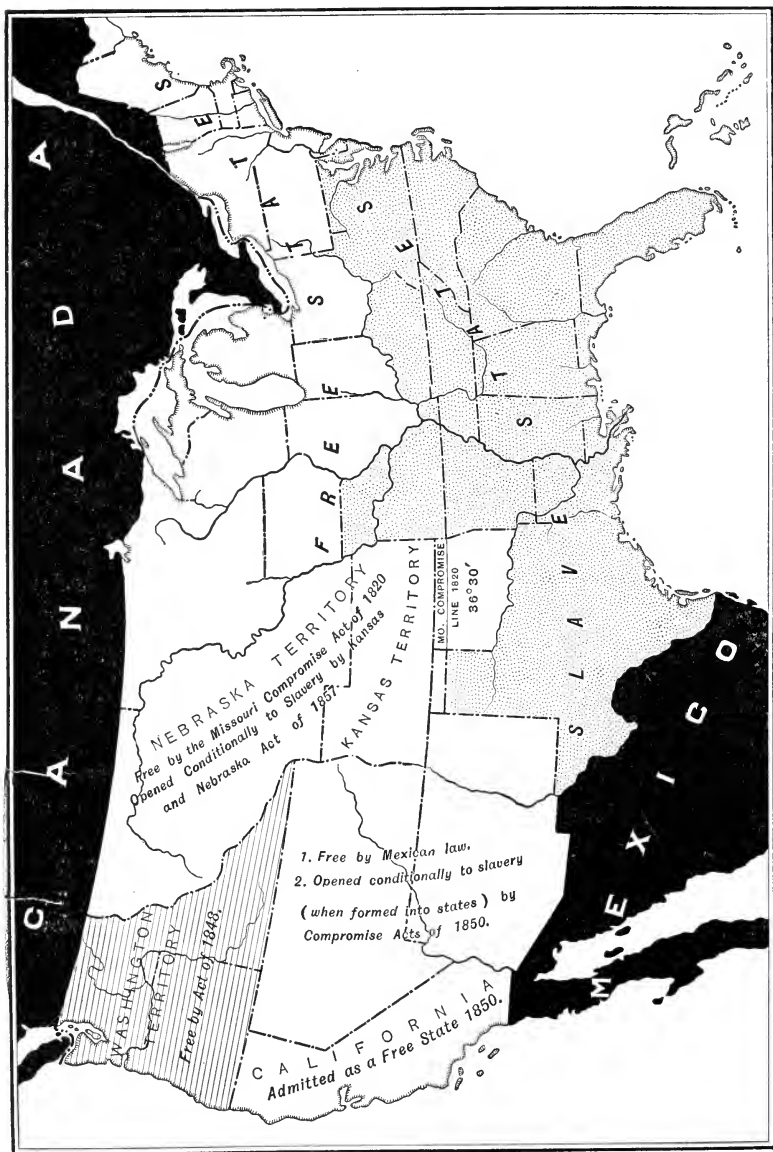 CANADA
FREE STATES
SLAVE STATES
MEXICO
WASHINGTON
TERRITORY
Free by Act of 1848.
NEBRASKA TERRITORY
Free by the Missouri Compromise Act of 1820
Opened Conditionally to Slavery by Kansas
and Nebraska Act of 1857.
KANSAS TERRITORY
MO. COMPROMISE
LINE 1820
36°30′
1. Free by Mexican law.
2. Opened conditionally to slavery
(when formed into states) by
Compromise Acts of 1850.
CALIFORNIA
Admitted as a Free State 1850.